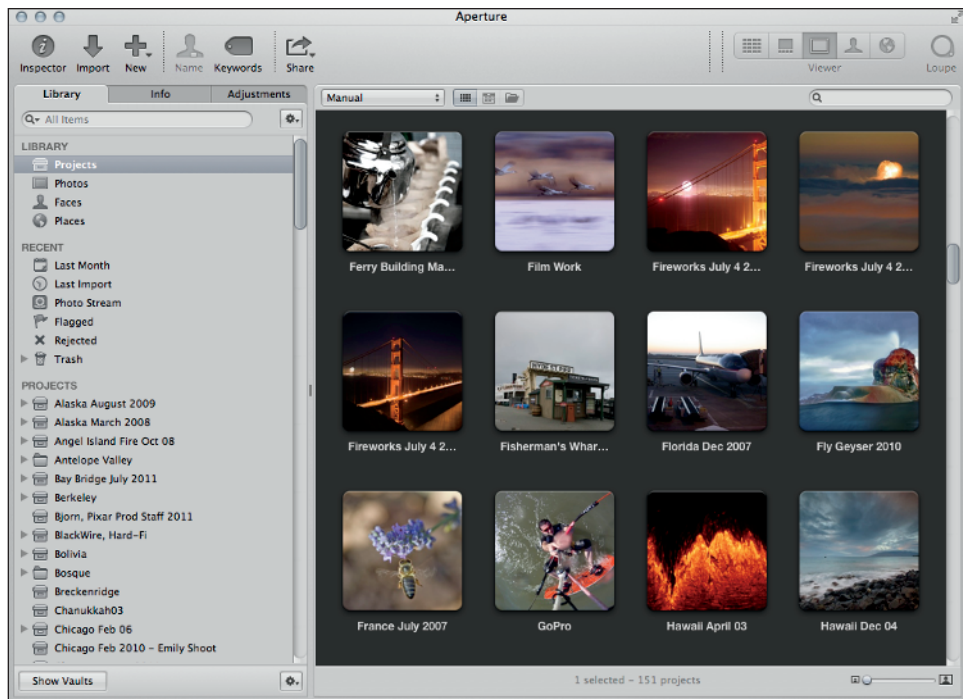 Aperture
Inspector Import New Name Keywords Share Viewer Loupe
Library Info Adjustments
Manual
All Items
LIBRARY
Projects
Photos
Faces
Places
RECENT
Last Month
Last Import
Photo Stream
Flagged
Rejected
Trash
PROJECTS
Alaska August 2009
Alaska March 2008
Angel Island Fire Oct 08
Antelope Valley
Bay Bridge July 2011
Berkeley
Bjorn, Pixar Prod Staff 2011
BlackWire, Hard-Fi
Bolivia
Bosque
Breckenridge
Chanukkah03
Chicago Feb 06
Chicago Feb 2010 - Emily Shoot
Show Vaults
Ferry Building Ma... Film Work Fireworks July 4 2... Fireworks July 4 2...
Fireworks July 4 2... Fisherman's Whar... Florida Dec 2007 Fly Geyser 2010
France July 2007 GoPro Hawaii April 03 Hawaii Dec 04
1 selected - 151 projects